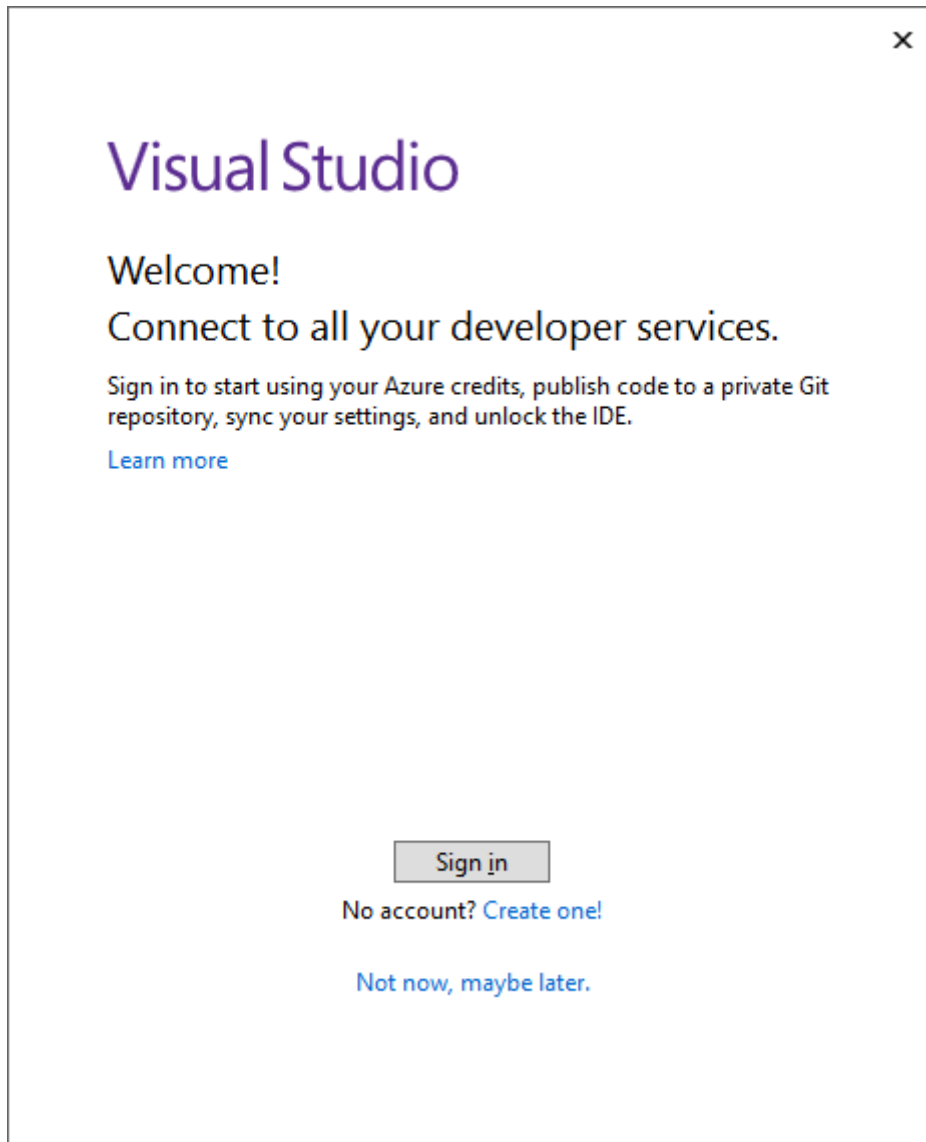 Visual Studio
Welcome!
Connect to all your developer services.
Sign in to start using your Azure credits, publish code to a private Git
repository, sync your settings, and unlock the IDE.
Learn more
Sign in
No account? Create one!
Not now, maybe later.